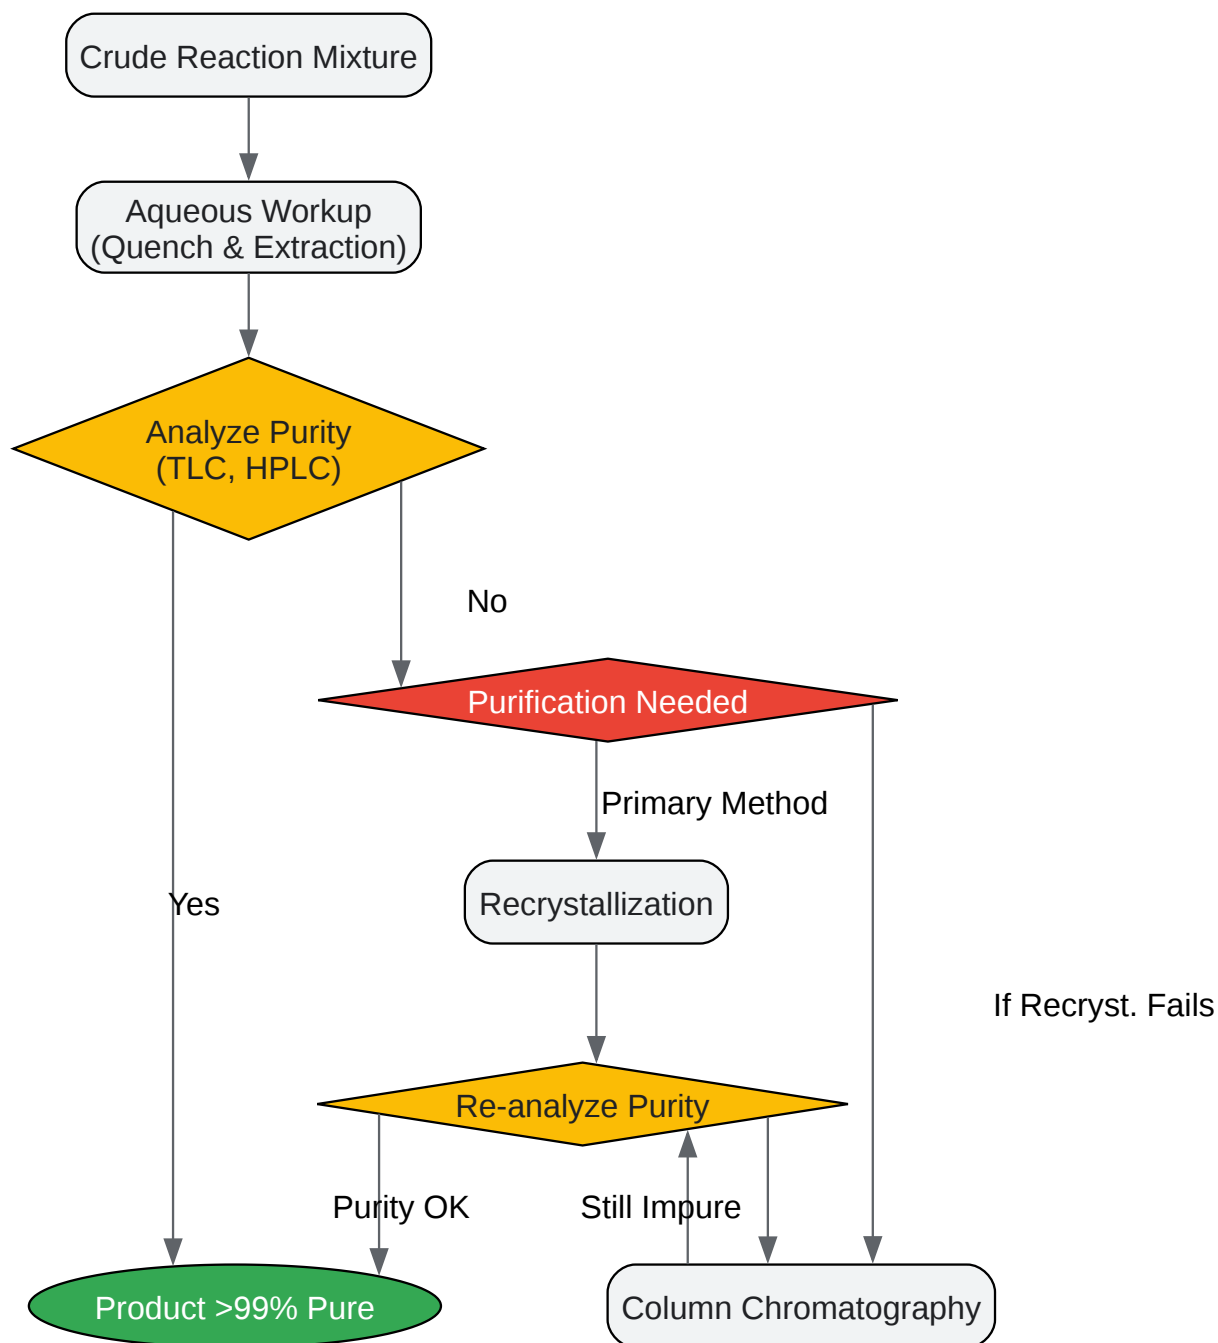 Crude Reaction Mixture
Aqueous Workup
(Quench & Extraction)
Analyze Purity
(TLC, HPLC)
No
Purification Needed
Primary Method
Yes
Recrystallization
If Recryst. Fails
Re-analyze Purity
Purity OK
Still Impure
Product >99% Pure
Column Chromatography